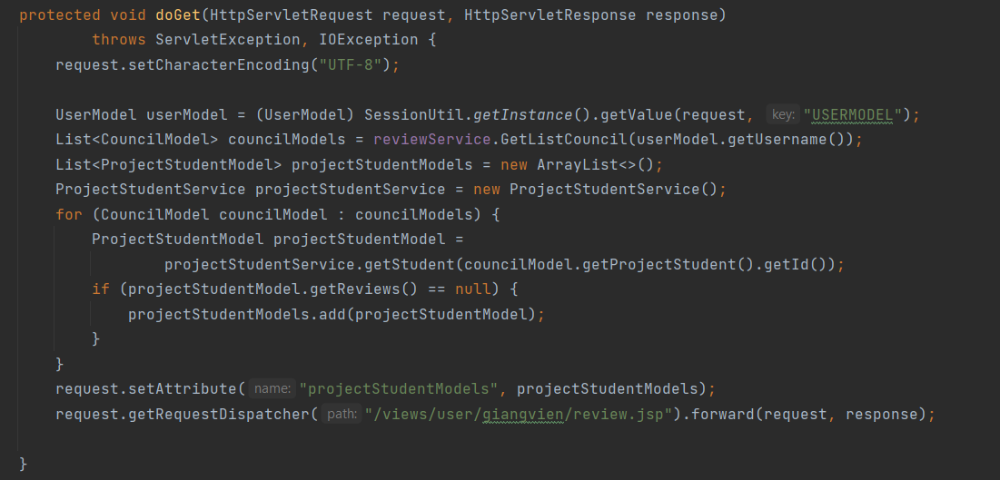 protected void doGet(HttpServletRequest request, HttpServletResponse response)
throws ServletException, IOException {
request.setCharacterEncoding("UTF-8");
UserModel userModel = (UserModel) SessionUtil.getInstance().getValue(request, key: "USERMODEL");
List<CouncilModel> councilModels = reviewService.GetListCouncil(userModel.getUsername());
List<ProjectStudentModel> projectStudentModels = new ArrayList<>();
ProjectStudentService projectStudentService = new ProjectStudentService();
for (CouncilModel councilModel : councilModels) {
ProjectStudentModel projectStudentModel =
projectStudentService.getStudent(councilModel.getProjectStudent().getId());
if (projectStudentModel.getReviews() == null) {
projectStudentModels.add(projectStudentModel);
}
}
request.setAttribute( name: "projectStudentModels", projectStudentModels);
request.getRequestDispatcher( path: "/views/user/giangvien/review.jsp").forward(request, response);
}